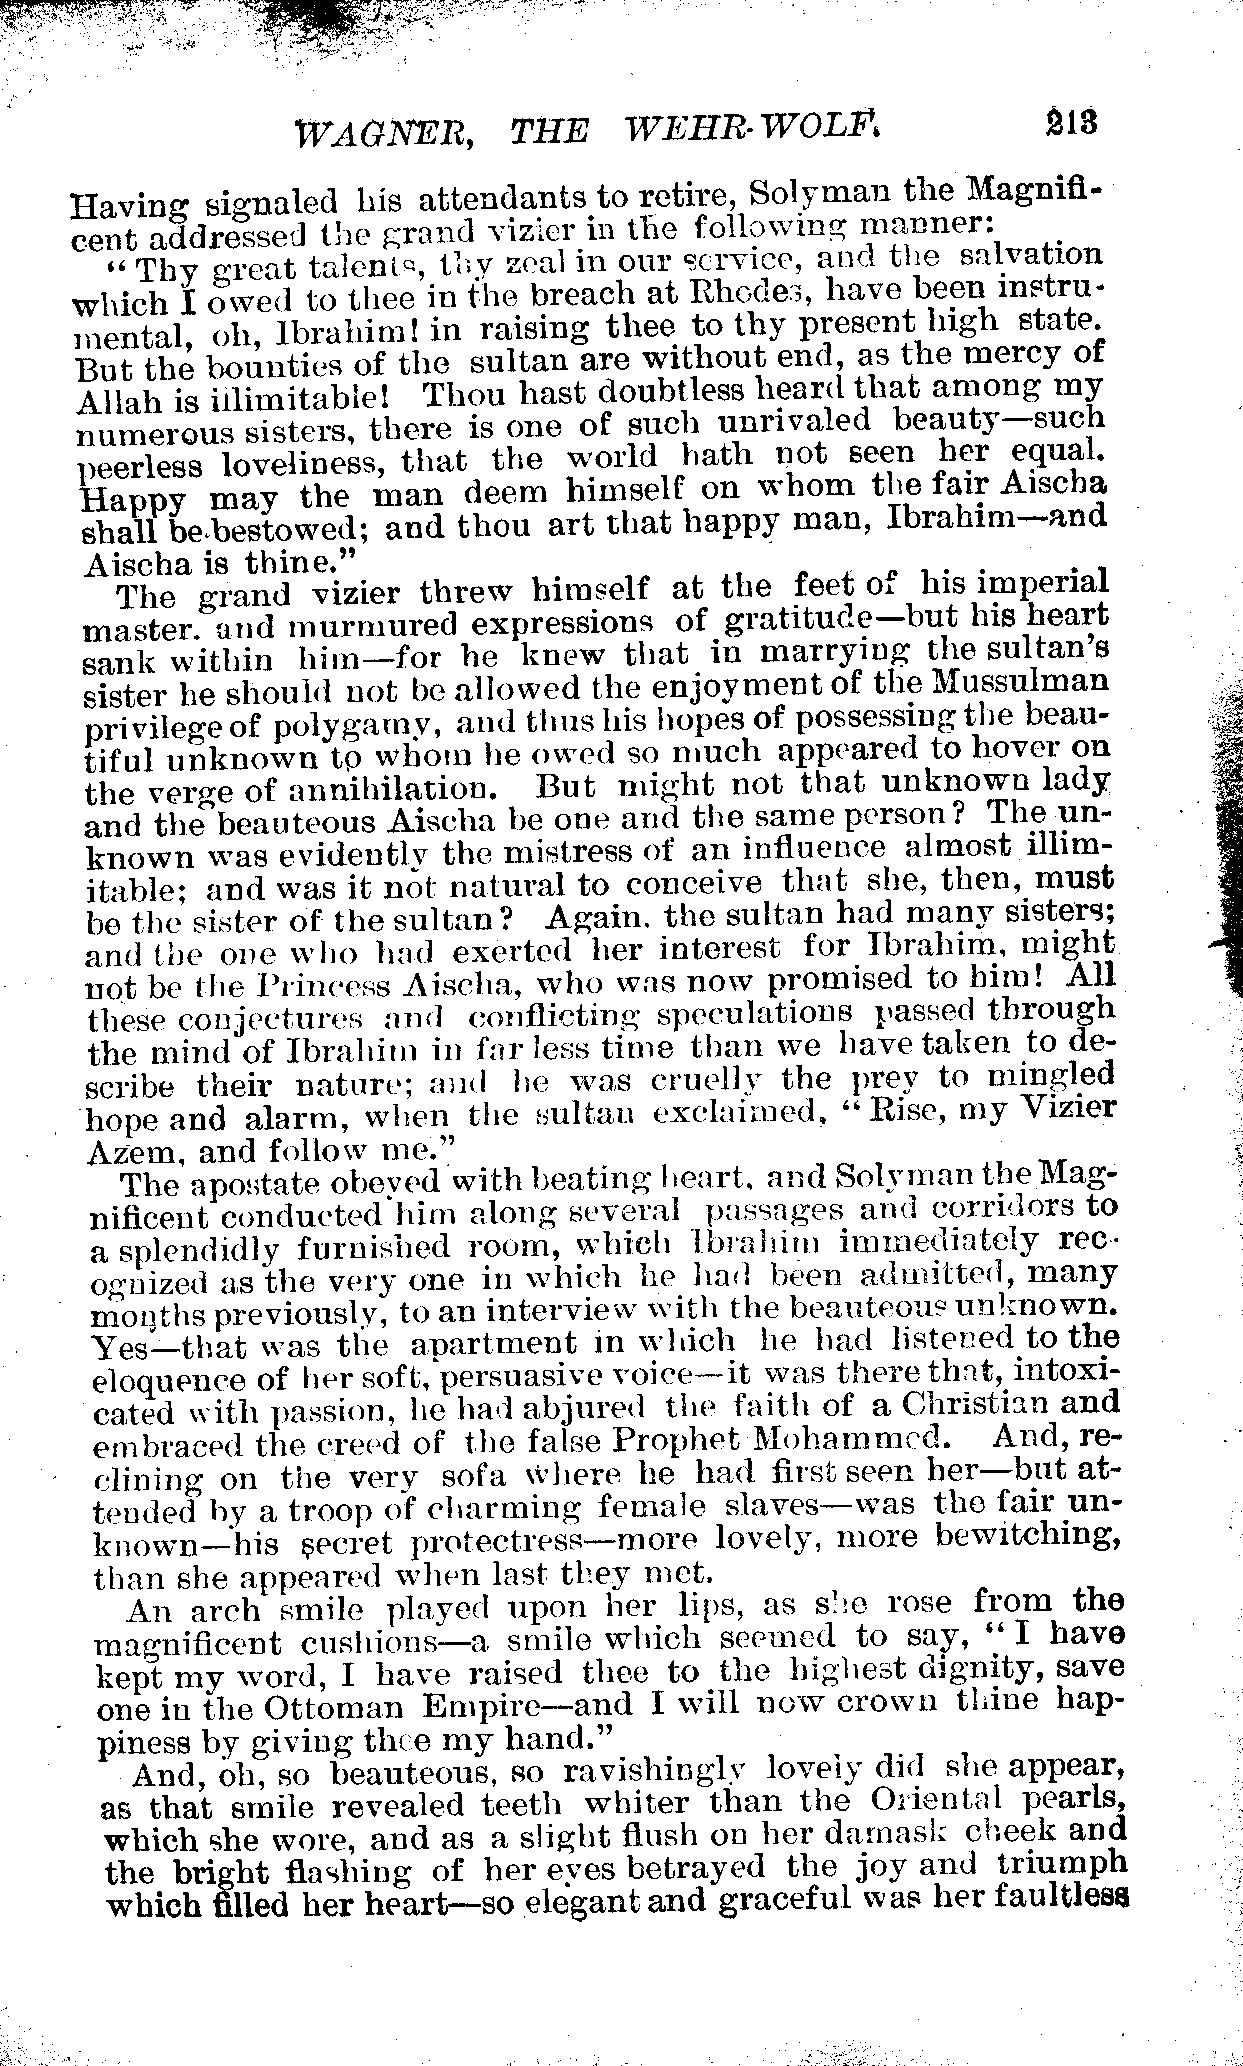 WAGNER, THE WEHR-WOLF. 213
Having signaled his attendants to retire, Solyman the Magnifi-
cent addressed the grand vizier in the following manner:
“Thy great talents, thy zeal in our service, and the salvation
which I owed to thee in the breach at Rhodes, have been instru-
mental, oh, Ibrahim! in raising thee to thy present high state.
But the bounties of the sultan are without end, as the mercy of
Allah is illimitable! Thou hast doubtless heard that among my
numerous sisters, there is one of such unrivaled beauty—such
peerless loveliness, that the world hath not seen her equal.
Happy may the man deem himself on whom the fair Aischa
shall be bestowed; and thou art that happy man, Ibrahim—and
Aischa is thine.”
The grand vizier threw himself at the feet of his imperial
master. and murmured expressions of gratitude—but his heart
sank within him—for he knew that in marrying the sultan’s
sister he should not be allowed the enjoyment of the Mussulman
privilege of polygamy, and thus his hopes of possessing the beau-
tiful unknown to whom he owed so much appeared to hover on
the verge of annihilation. But might not that unknown lady
and the beauteous Aischa be one and the same person? The un-
known was evidently the mistress of an influence almost illim-
itable; and was it not natural to conceive that she, then, must
be the sister of the sultan? Again. the sultan had many sisters;
and the one who had exerted her interest for Ibrahim, might
not be the Princess Aischa, who was now promised to him! All
these conjectures and conflicting speculations passed through
the mind of Ibrahim in far less time than we have taken to de-
scribe their nature; and he was cruelly the prey to mingled
hope and alarm, when the sultan exclaimed, “Rise, my Vizier
Azem, and follow me.”
The apostate obeyed with beating heart, and Solyman the Mag-
nificent conducted him along several passages and corridors to
a splendidly furnished room, which Ibrahim immediately rec-
ognized as the very one in which he had been admitted, many
months previously, to an interview with the beauteous unknown.
Yes—that was the apartment in which he had listened to the
eloquence of her soft, persuasive voice—it was there that, intoxi-
cated with passion, he had abjured the faith of a Christian and
embraced the creed of the false Prophet Mohammed. And, re-
clining on the very sofa where he had first seen her—but at-
tended by a troop of charming female slaves—was the fair un-
known—his secret protectress—more lovely, more bewitching,
than she appeared when last they met.
An arch smile played upon her lips, as she rose from the
magnificent cushions—a smile which seemed to say, “I have
kept my word, I have raised thee to the highest dignity, save
one in the Ottoman Empire—and I will now crown thine hap-
piness by giving thee my hand.”
And, oh, so beauteous, so ravishingly lovely did she appear,
as that smile revealed teeth whiter than the Oriental pearls,
which she wore, and as a slight flush on her damask cheek and
the bright flashing of her eyes betrayed the joy and triumph
which filled her heart—so elegant and graceful was her faultless